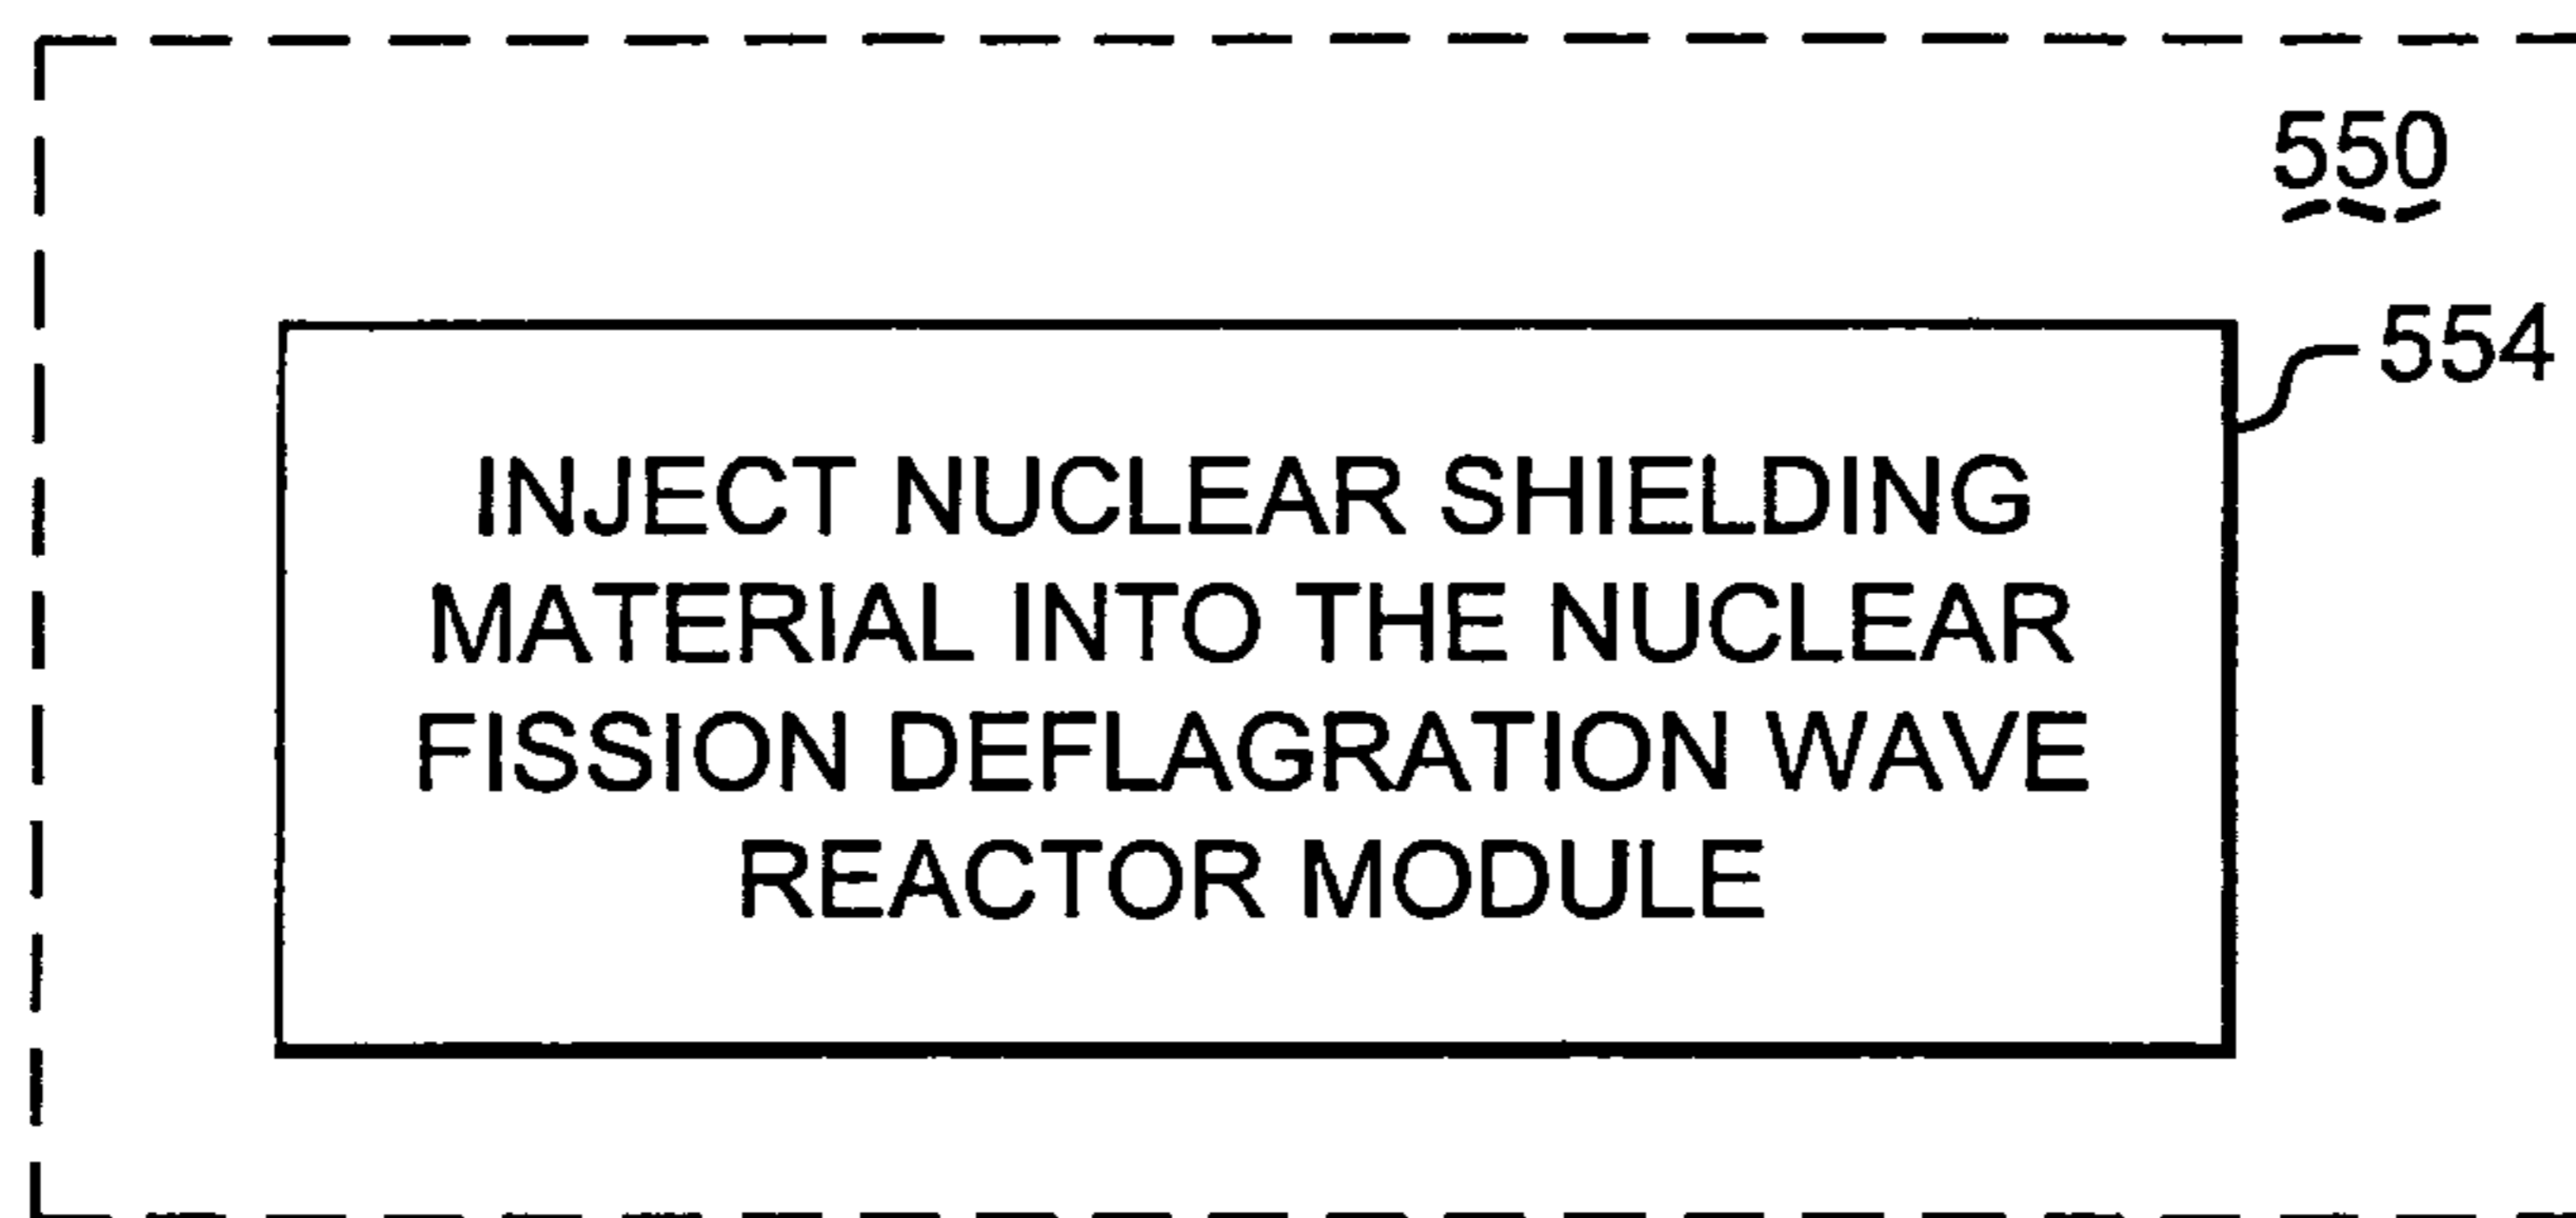 550
554
INJECT NUCLEAR SHIELDING
MATERIAL INTO THE NUCLEAR
FISSION DEFLAGRATION WAVE
REACTOR MODULE